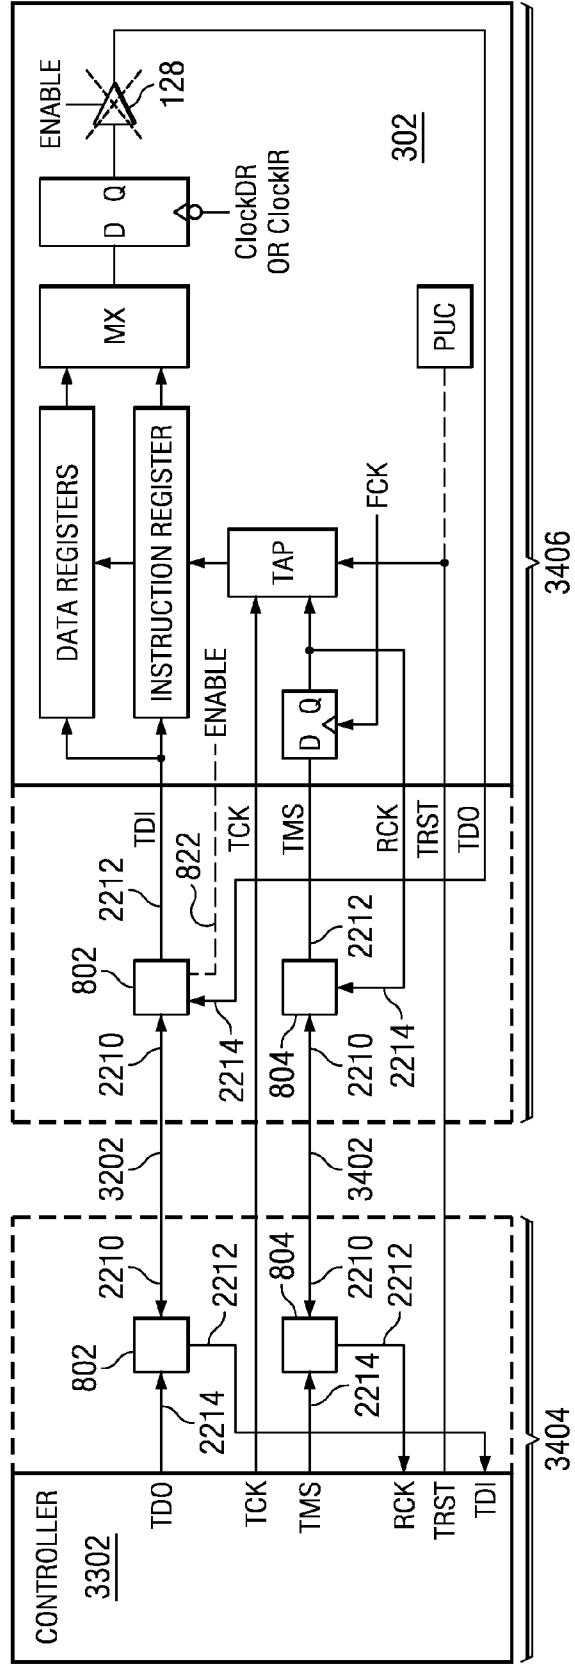 CONTROLLER
3302
TDO
TCK
TMS
RCK
TRST
TDI
2214
802
2210
2212
2214
804
2210
2212
3404
3202
3402
2210
802
2212
2214
822
ENABLE
2210
804
2212
2214
TDI
TCK
TMS
RCK
TRST
TDO
DATA REGISTERS
INSTRUCTION REGISTER
TAP
D Q
FCK
PUC
MX
D Q
ClockDR
OR ClockIR
ENABLE
128
302
3406